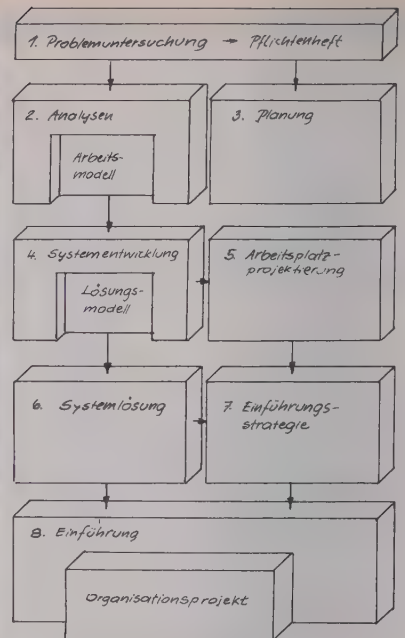 1. Problemuntersuchung → Pflichtenheft
2. Analysen
Arbeits-
modell
3. Planung
4. Systementwicklung
Lösungs-
modell
5. Arbeitsplatz-
projektierung
6. Systemlösung
7. Einführungs-
strategie
8. Einführung
Organisationsprojekt